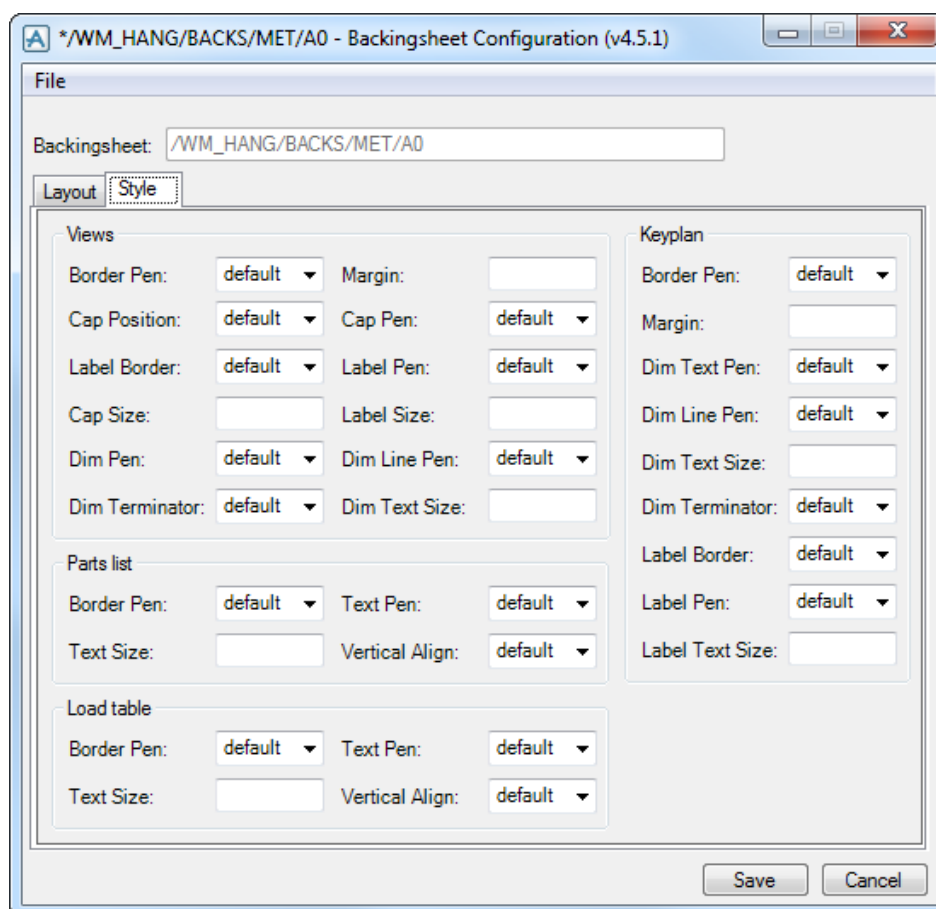 */WM_HANG/BACKS/MET/A0 - Backingsheet Configuration (v4.5.1)
File
Backingsheet: /WM_HANG/BACKS/MET/A0
Layout Style
Views
Border Pen: default Margin:
Cap Position: default Cap Pen: default
Label Border: default Label Pen: default
Cap Size: Label Size:
Dim Pen: default Dim Line Pen: default
Dim Terminator: default Dim Text Size:
Parts list
Border Pen: default Text Pen: default
Text Size: Vertical Align: default
Load table
Border Pen: default Text Pen: default
Text Size: Vertical Align: default
Keyplan
Border Pen: default
Margin:
Dim Text Pen: default
Dim Line Pen: default
Dim Text Size:
Dim Terminator: default
Label Border: default
Label Pen: default
Label Text Size:
Save Cancel